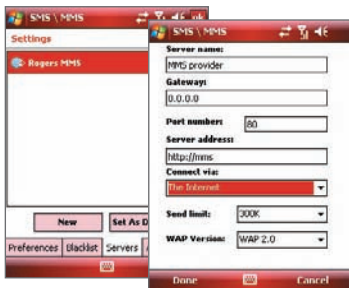 SMS \ MMS
Settings
Rogers MMS
New
Set As D
Preferences
Blacklist
Servers
SMS \ MMS
Server name:
MMS provider
Gateway:
0.0.0.0
Port number: 80
Server address:
http://mms
Connect via:
The Internet
Send limit: 300K
WAP Version: WAP 2.0
Done
Cancel